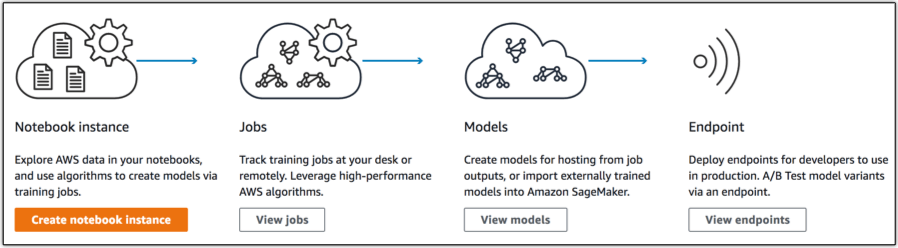 Notebook instance
Explore AWS data in your notebooks,
and use algorithms to create models via
training jobs.
Create notebook instance
Jobs
Track training jobs at your desk or
remotely. Leverage high-performance
AWS algorithms.
View jobs
Models
Create models for hosting from job
outputs, or import externally trained
models into Amazon SageMaker.
View models
Endpoint
Deploy endpoints for developers to use
in production. A/B Test model variants
via an endpoint.
View endpoints